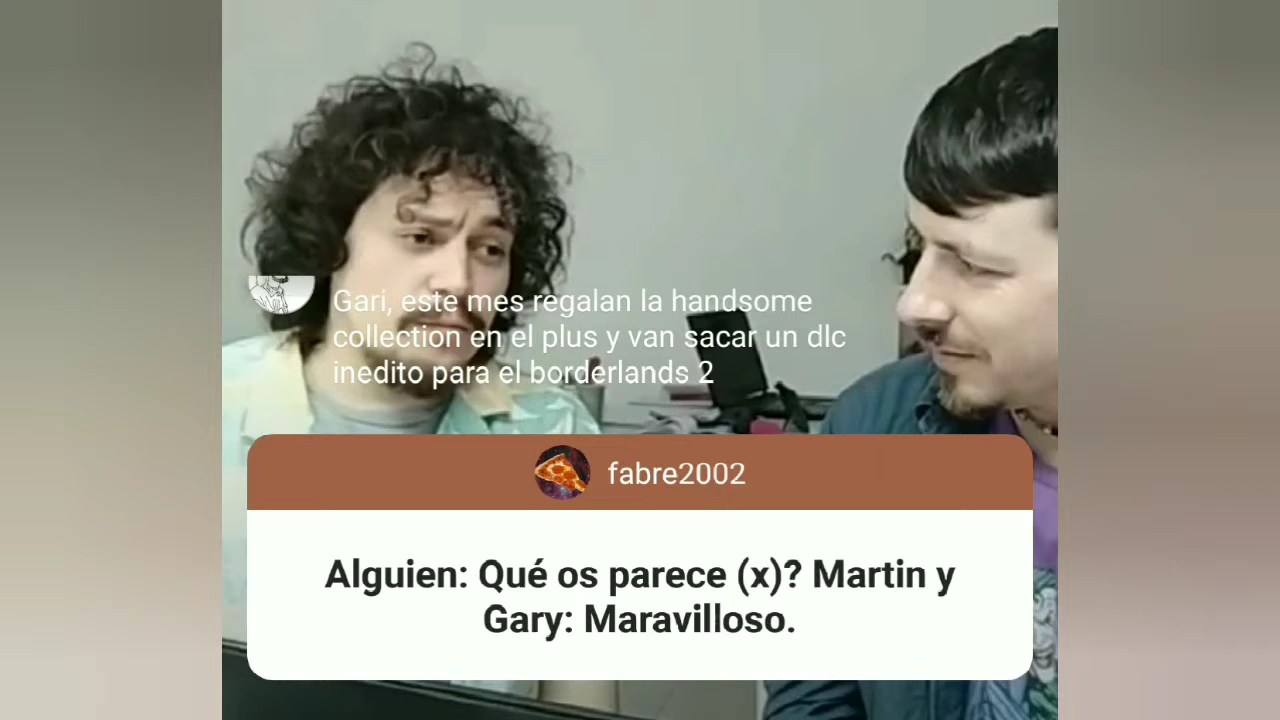 Gari, este mes regalan la handsome
collection en el plus y van sacar un dlc
inedito para el borderlands 2
fabre2002
Alguien: Qué os parece (x)? Martin y
Gary: Maravilloso.